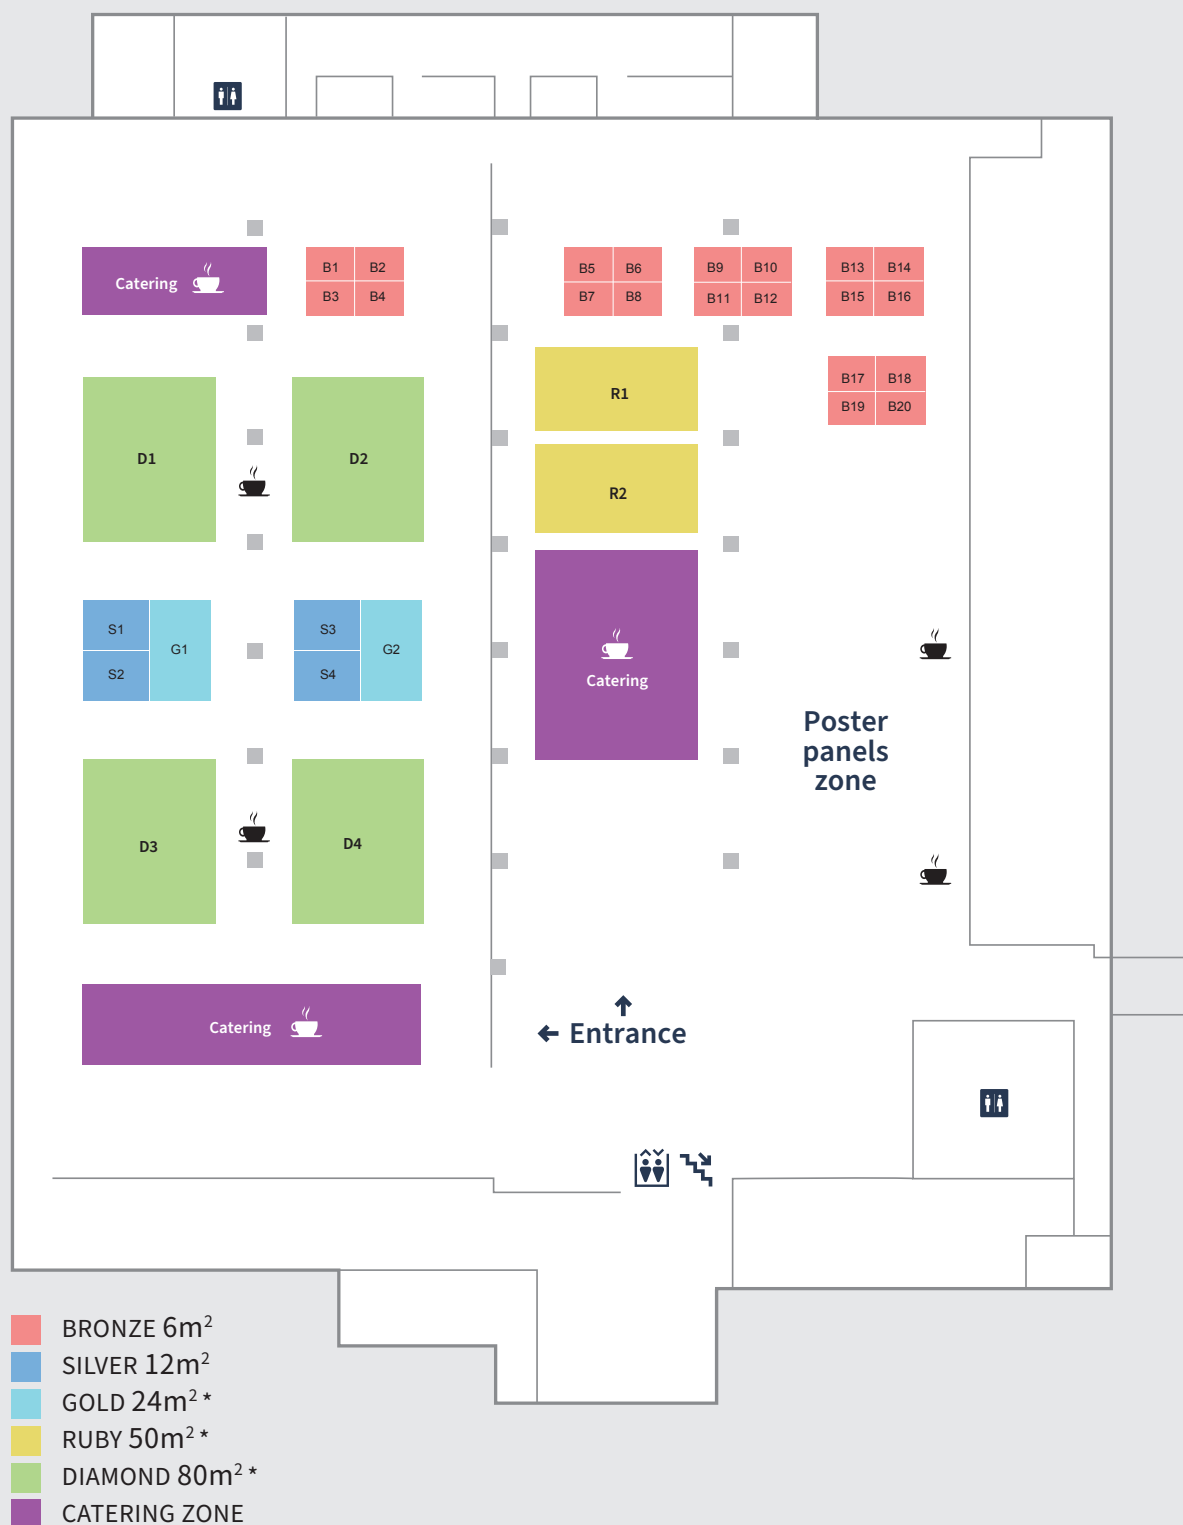 Catering
B1 B2
B3 B4
B5 B6
B7 B8
B9 B10
B11 B12
B13 B14
B15 B16
R1
B17 B18
B19 B20
D1
D2
R2
S1
S2
G1
S3
S4
G2
Catering
Poster
panels
zone
D3
D4
Catering
Entrance
BRONZE 6m²
SILVER 12m²
GOLD 24m² *
RUBY 50m² *
DIAMOND 80m² *
CATERING ZONE